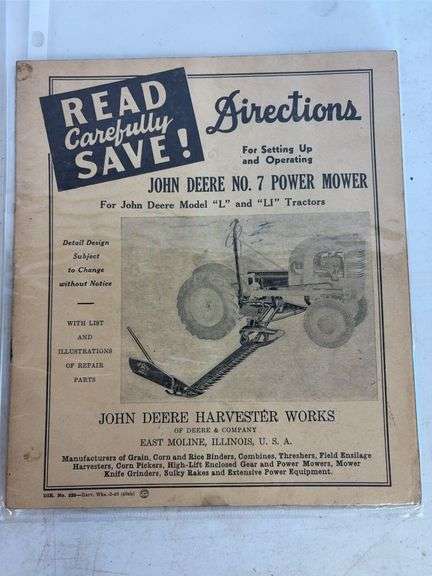 READ
Carefully
SAVE!
Directions
For Setting Up
and Operating
JOHN DEERE NO. 7 POWER MOWER
For John Deere Model "L" and "LI" Tractors
Detail Design
Subject
to Change
without Notice
WITH LIST
AND
ILLUSTRATIONS
OF REPAIR
PARTS
JOHN DEERE HARVESTER WORKS
OF DEERE & COMPANY
EAST MOLINE, ILLINOIS, U. S. A.
Manufacturers of Grain, Corn and Rice Binders, Combines, Threshers, Field Ensilage
Harvesters, Corn Pickers, High-Lift Enclosed Gear and Power Mowers, Mower
Knife Grinders, Sulky Rakes and Extensive Power Equipment.
DIR. No.